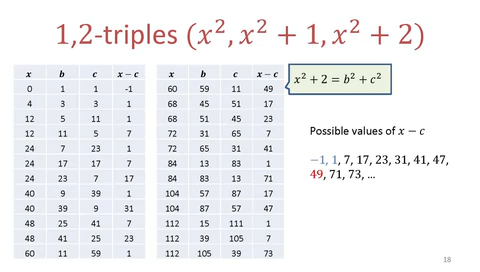 1,2-triples (𝑥², 𝑥² + 1, 𝑥² + 2)
x b c x − c
0 1 1 -1
4 3 3 1
12 5 11 1
12 11 5 7
24 7 23 1
24 17 17 7
24 23 7 17
40 9 39 1
40 39 9 31
48 25 41 7
48 41 25 23
60 11 59 1
x b c x − c
60 59 11 49
68 45 51 17
68 51 45 23
72 31 65 7
72 65 31 41
84 13 83 1
84 83 13 71
104 57 87 17
104 87 57 47
112 15 111 1
112 39 105 7
112 105 39 73
𝑥² + 2 = 𝑏² + 𝑐²
Possible values of 𝑥 − 𝑐
−1, 1, 7, 17, 23, 31, 41, 47,
49, 71, 73, …
18